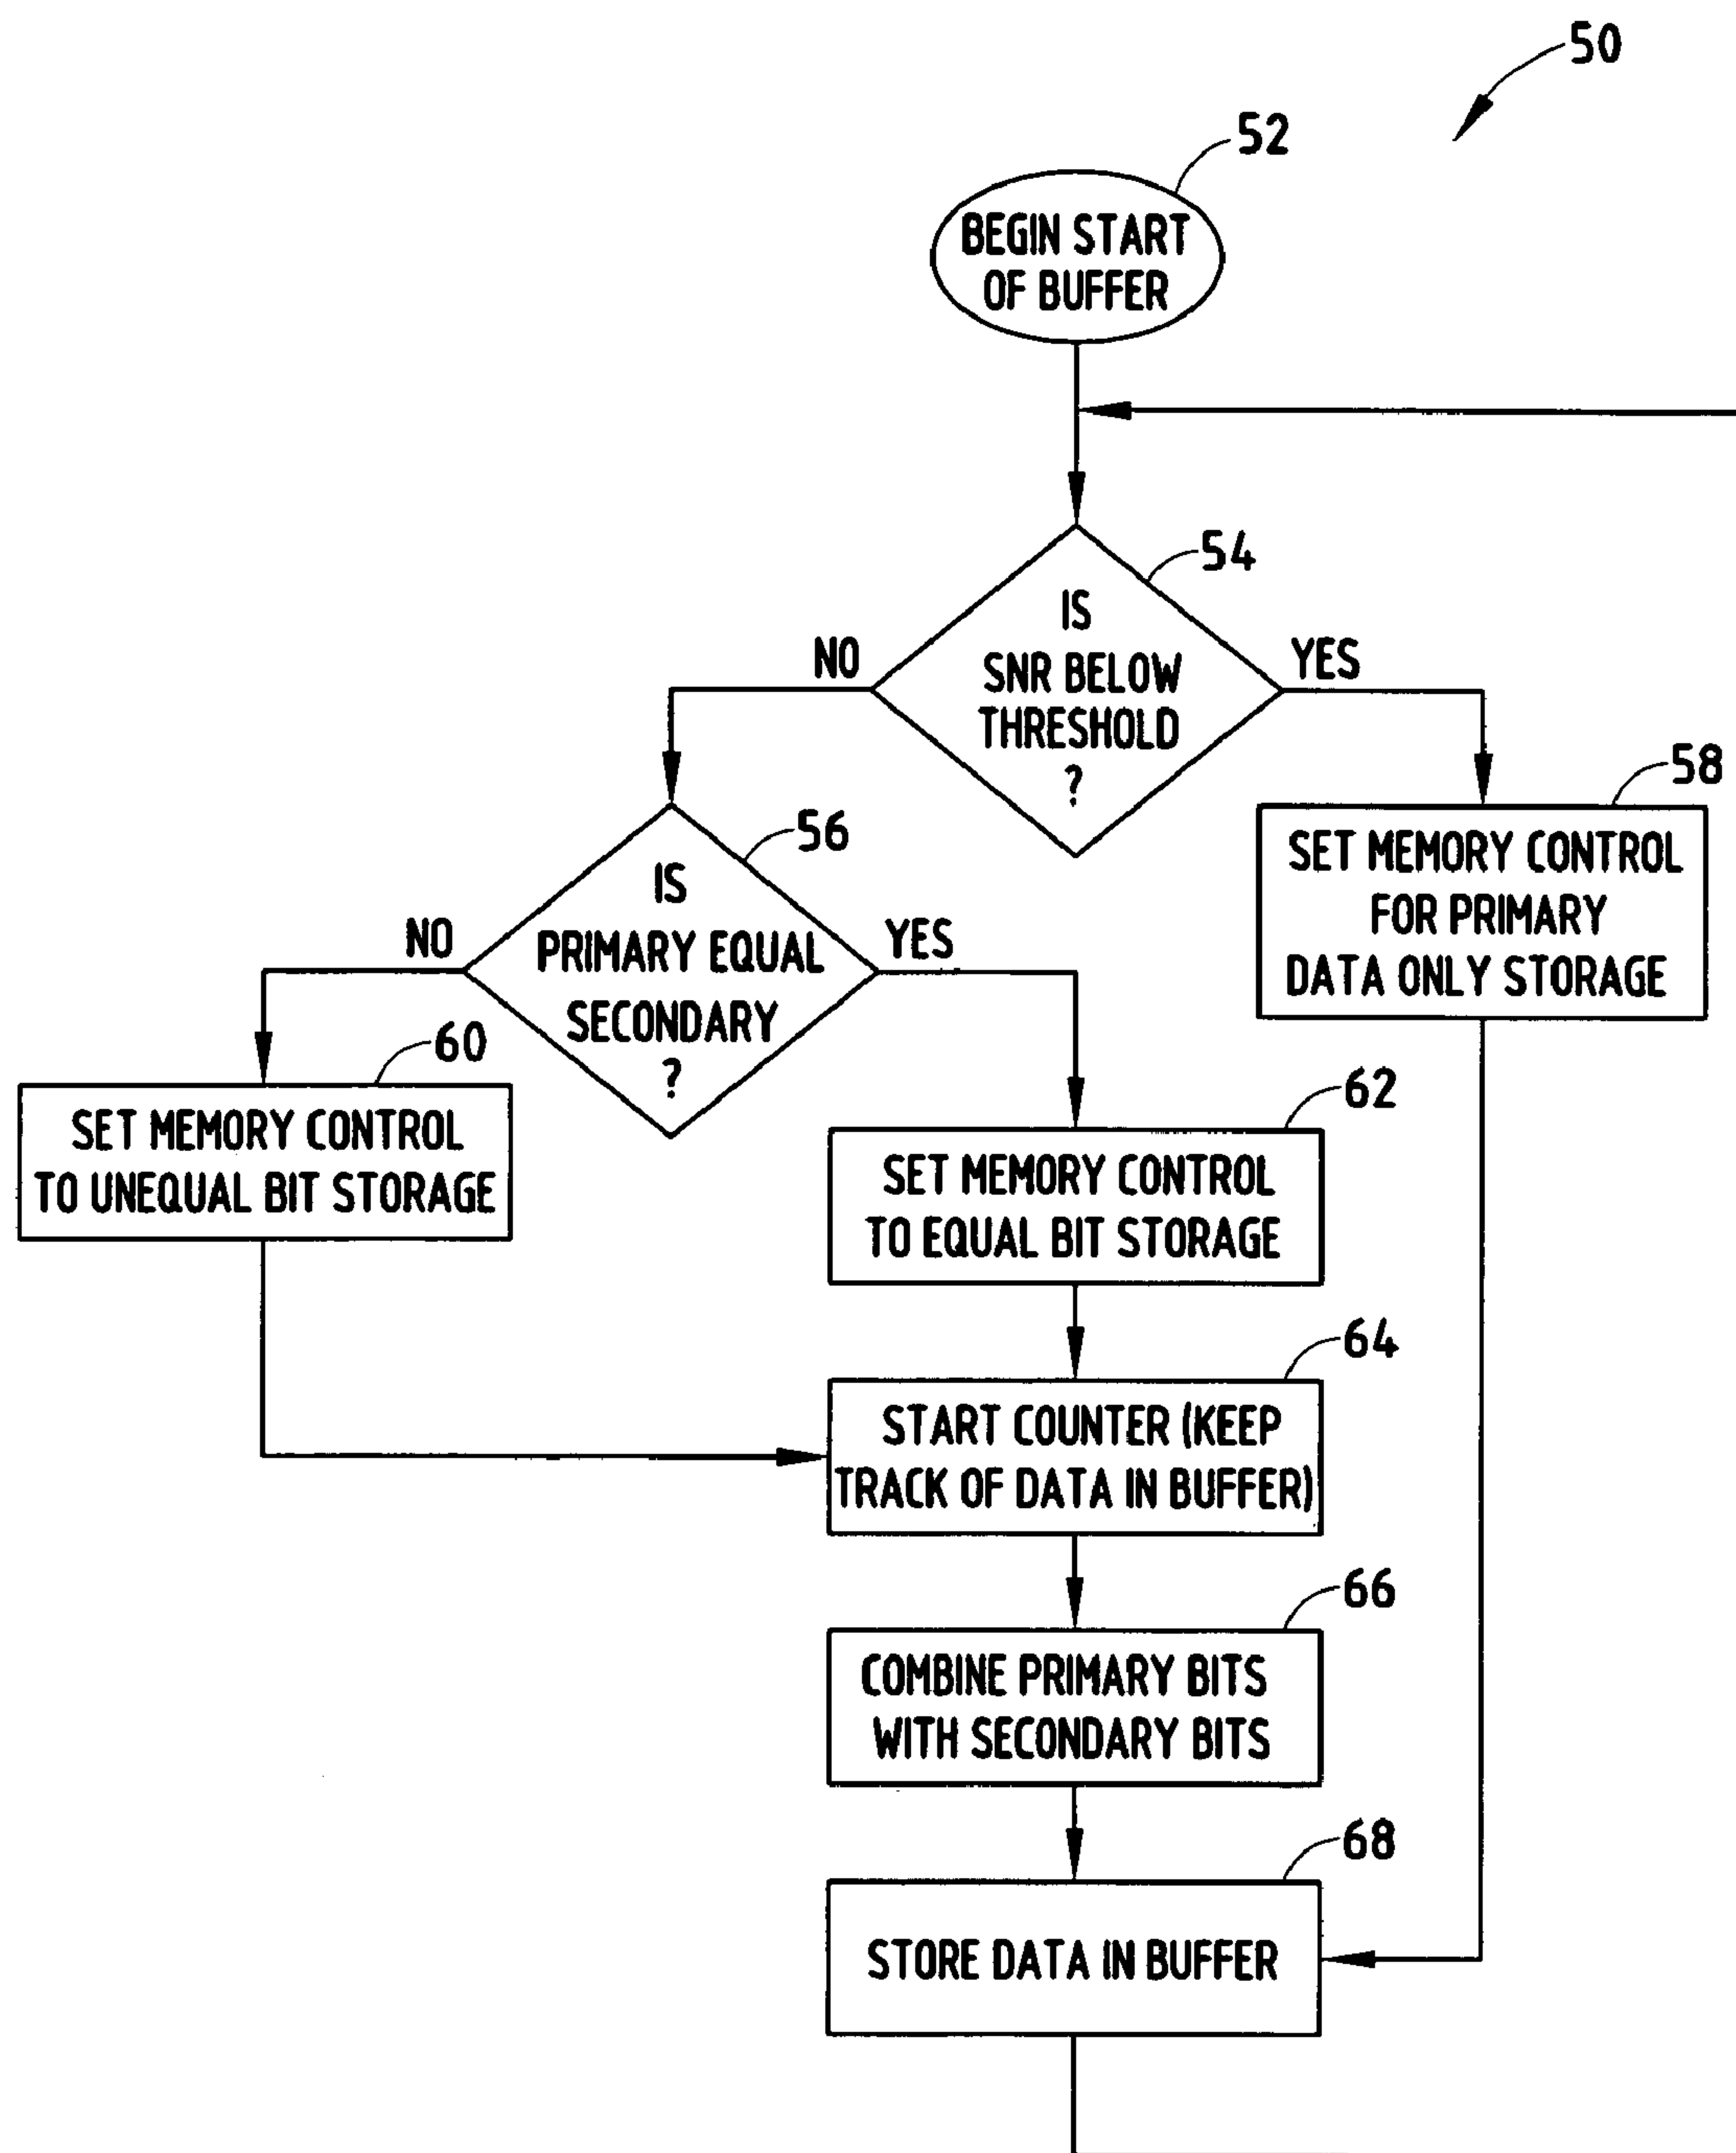 50
52
BEGIN START
OF BUFFER
54
IS
SNR BELOW
THRESHOLD
?
NO
YES
58
SET MEMORY CONTROL
FOR PRIMARY
DATA ONLY STORAGE
56
IS
PRIMARY EQUAL
SECONDARY
?
NO
YES
60
SET MEMORY CONTROL
TO UNEQUAL BIT STORAGE
62
SET MEMORY CONTROL
TO EQUAL BIT STORAGE
64
START COUNTER (KEEP
TRACK OF DATA IN BUFFER)
66
COMBINE PRIMARY BITS
WITH SECONDARY BITS
68
STORE DATA IN BUFFER